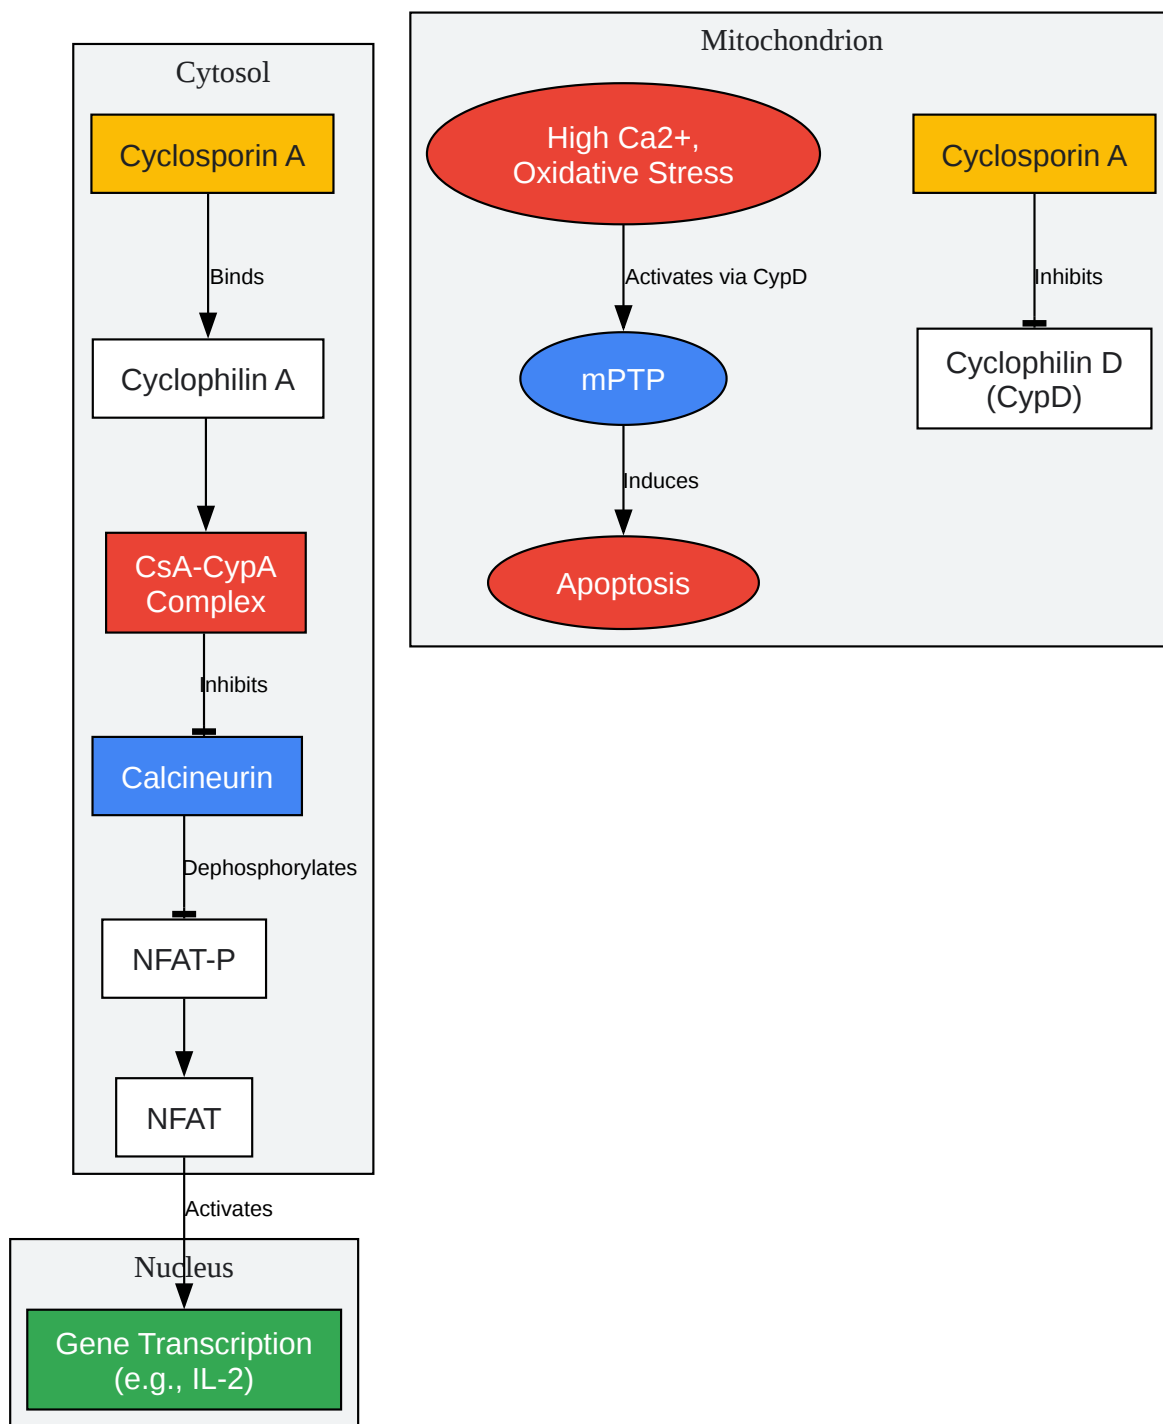 Cytosol
Cyclosporin A
Binds
Cyclophilin A
CsA-CypA
Complex
Inhibits
Calcineurin
Dephosphorylates
NFAT-P
NFAT
Activates
Nucleus
Gene Transcription
(e.g., IL-2)
Mitochondrion
High Ca2+,
Oxidative Stress
Activates via CypD
mPTP
Induces
Apoptosis
Cyclosporin A
Inhibits
Cyclophilin D
(CypD)